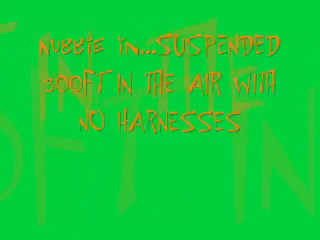 NUBBIE IN...SUSPENDED
300FT IN THE AIR WITH
NO HARNESSES